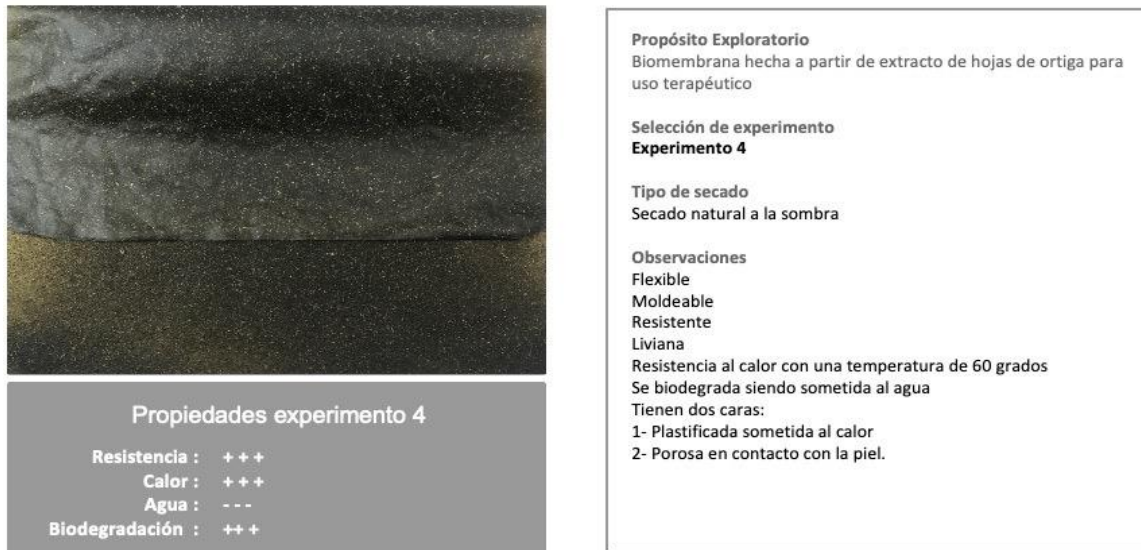 Propiedades experimento 4
Resistencia : + + +
Calor : + + +
Agua : - - -
Biodegradación : ++ +
Propósito Exploratorio
Biomembrana hecha a partir de extracto de hojas de ortiga para
uso terapéutico
Selección de experimento
Experimento 4
Tipo de secado
Secado natural a la sombra
Observaciones
Flexible
Moldeable
Resistente
Liviana
Resistencia al calor con una temperatura de 60 grados
Se biodegrada siendo sometida al agua
Tienen dos caras:
1- Plastificada sometida al calor
2- Porosa en contacto con la piel.